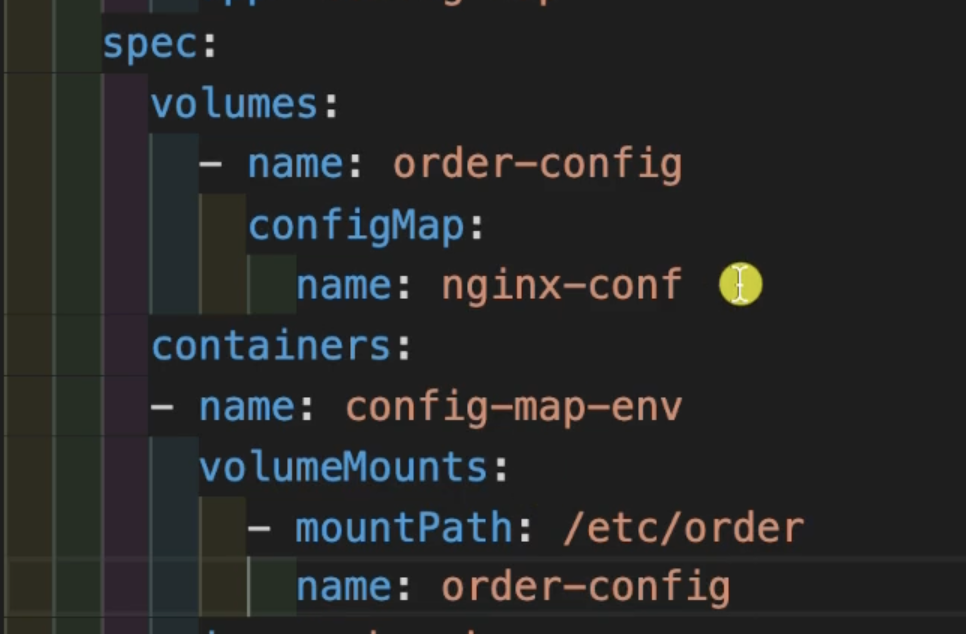 spec:
volumes:
- name: order-config
configMap:
name: nginx-conf
containers:
- name: config-map-env
volumeMounts:
- mountPath: /etc/order
name: order-config